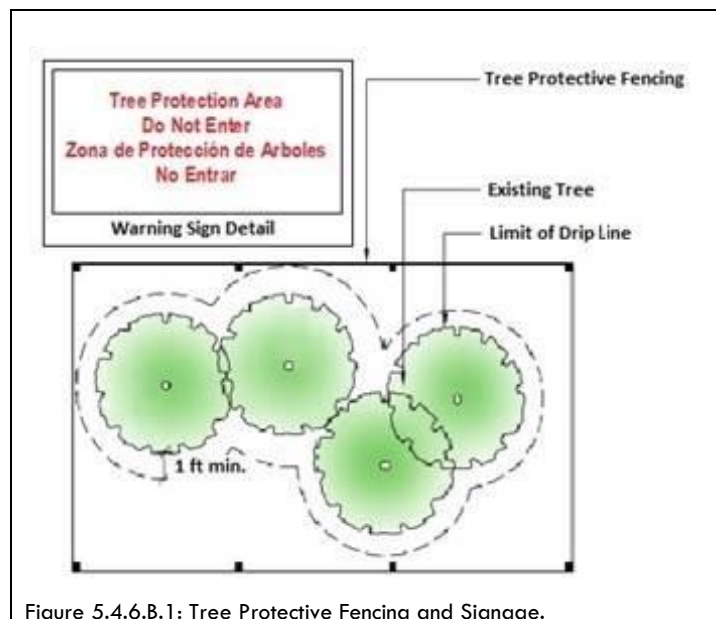 Tree Protection Area
Do Not Enter
Zona de Protección de Arboles
No Entrar
Warning Sign Detail
Tree Protective Fencing
Existing Tree
Limit of Drip Line
1 ft min.
Figure 5.4.6.B.1: Tree Protective Fencing and Signage.